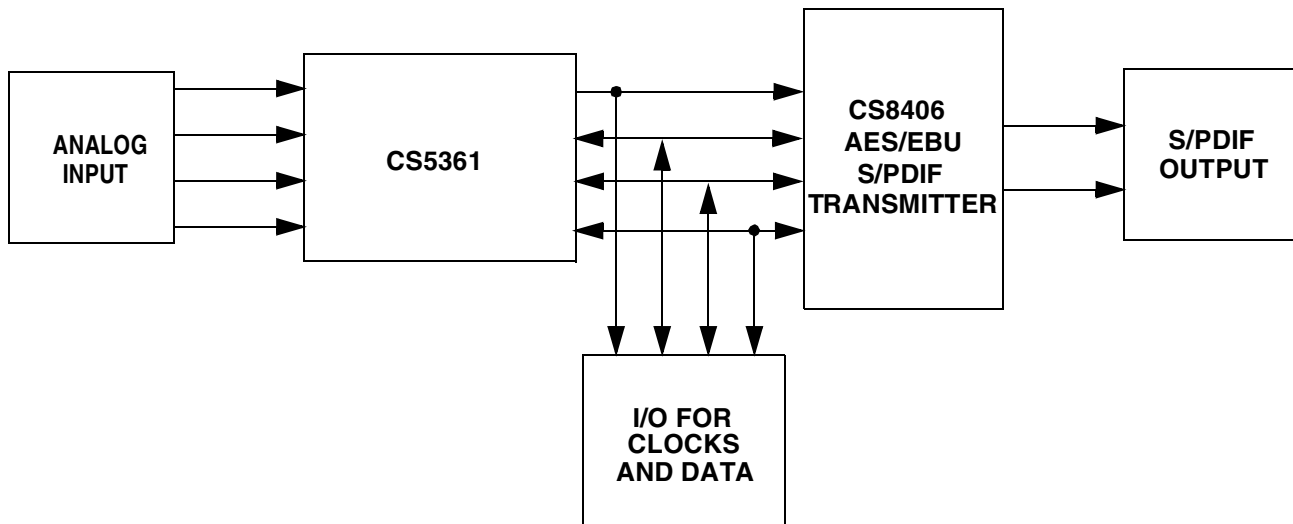 ANALOG
INPUT
CS5361
CS8406
AES/EBU
S/PDIF
TRANSMITTER
S/PDIF
OUTPUT
I/O FOR
CLOCKS
AND DATA